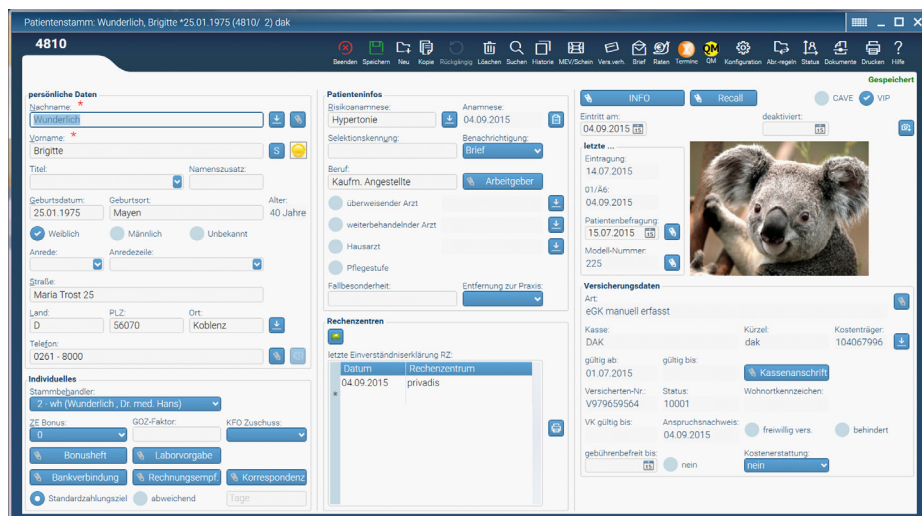 Patientenstamm: Wunderlich, Brigitte *25.01.1975 (4810/ 2) dak
4810
Beenden Speichern Neu Kopie Rückgängig Löschen Suchen Historie MEV/Schein Vers.verh. Brief Raten Termine QM Konfiguration Abr.-regeln Status Dokumente Drucken Hilfe
Gespeichert
persönliche Daten
Nachname: *
Wunderlich
Vorname: *
Brigitte S
Titel: Namenszusatz:
Geburtsdatum: Geburtsort: Alter:
25.01.1975 Mayen 40 Jahre
Weiblich Männlich Unbekannt
Anrede: Anredezeile:
Straße:
Maria Trost 25
Land: PLZ: Ort:
D 56070 Koblenz
Telefon:
0261 - 8000
Individuelles
Stammbehandler:
2 - wh (Wunderlich , Dr. med. Hans)
ZE Bonus: GOZ-Faktor: KFO Zuschuss:
0
Bonusheft Laborvorgabe
Bankverbindung Rechnungsempf. Korrespondenz
Standardzahlungsziel abweichend Tage
Patienteninfos
Risikoanamnese: Anamnese:
Hypertonie 04.09.2015
Selektionskennung: Benachrichtigung:
Brief
Beruf:
Kaufm. Angestellte Arbeitgeber
überweisender Arzt
weiterbehandelnder Arzt
Hausarzt
Pflegestufe
Fallbesonderheit: Entfernung zur Praxis:
Rechenzentren
letzte Einverständniserklärung RZ:
Datum Rechenzentrum
04.09.2015 privadis
*
INFO Recall CAVE VIP
Eintritt am: deaktiviert:
04.09.2015 15 15
letzte ...
Eintragung:
14.07.2015
01/Ä6:
04.09.2015
Patientenbefragung:
15.07.2015 15
Modell-Nummer:
225
Versicherungsdaten
Art:
eGK manuell erfasst
Kasse: Kürzel: Kostenträger:
DAK dak 104067996
gültig ab: gültig bis:
01.07.2015 Kassenanschrift
Versicherten-Nr.: Status: Wohnortkennzeichen:
V979659564 10001
VK gültig bis: Anspruchsnachweis:
04.09.2015 freiwillig vers. behindert
gebührenbefreit bis: Kostenerstattung:
15 nein nein